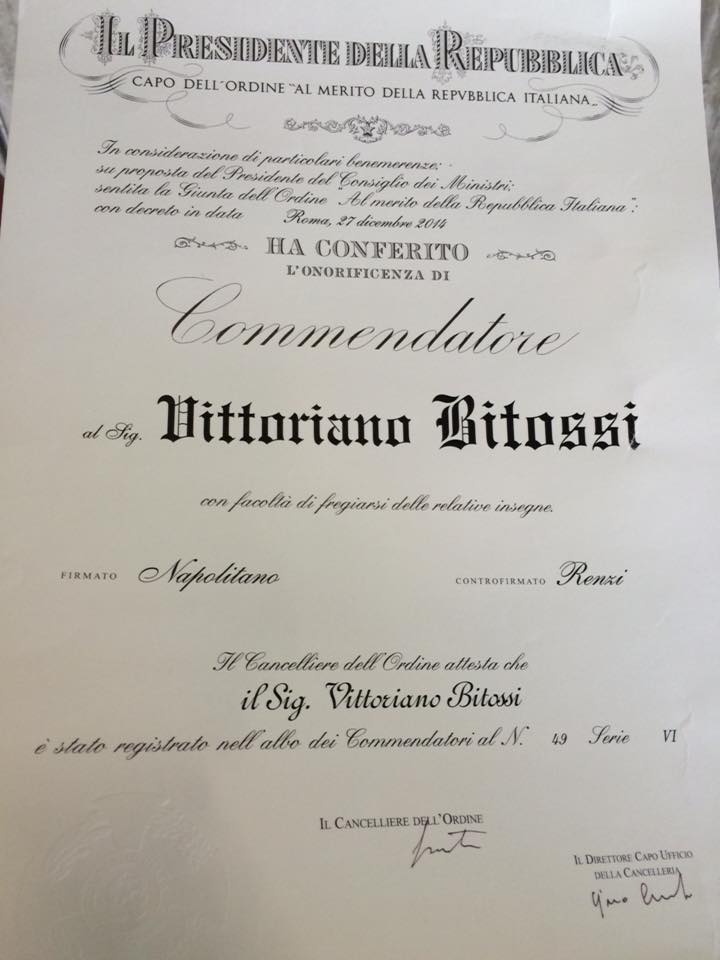 IL PRESIDENTE DELLA REPUBBLICA
CAPO DELL'ORDINE "AL MERITO DELLA REPVBBLICA ITALIANA„
In considerazione di particolari benemerenze;
su proposta del Presidente del Consiglio dei Ministri;
sentita la Giunta dell'Ordine "Al merito della Repubblica Italiana";
con decreto in data Roma, 27 dicembre 2014
HA CONFERITO
L'ONORIFICENZA DI
Commendatore
al Sig. Vittoriano Bitossi
con facoltà di fregiarsi delle relative insegne.
FIRMATO Napolitano CONTROFIRMATO Renzi
Il Cancelliere dell'Ordine attesta che
il Sig. Vittoriano Bitossi
è stato registrato nell'albo dei Commendatori al N. 49 Serie VI
IL CANCELLIERE DELL'ORDINE
IL DIRETTORE CAPO UFFICIO
DELLA CANCELLERIA